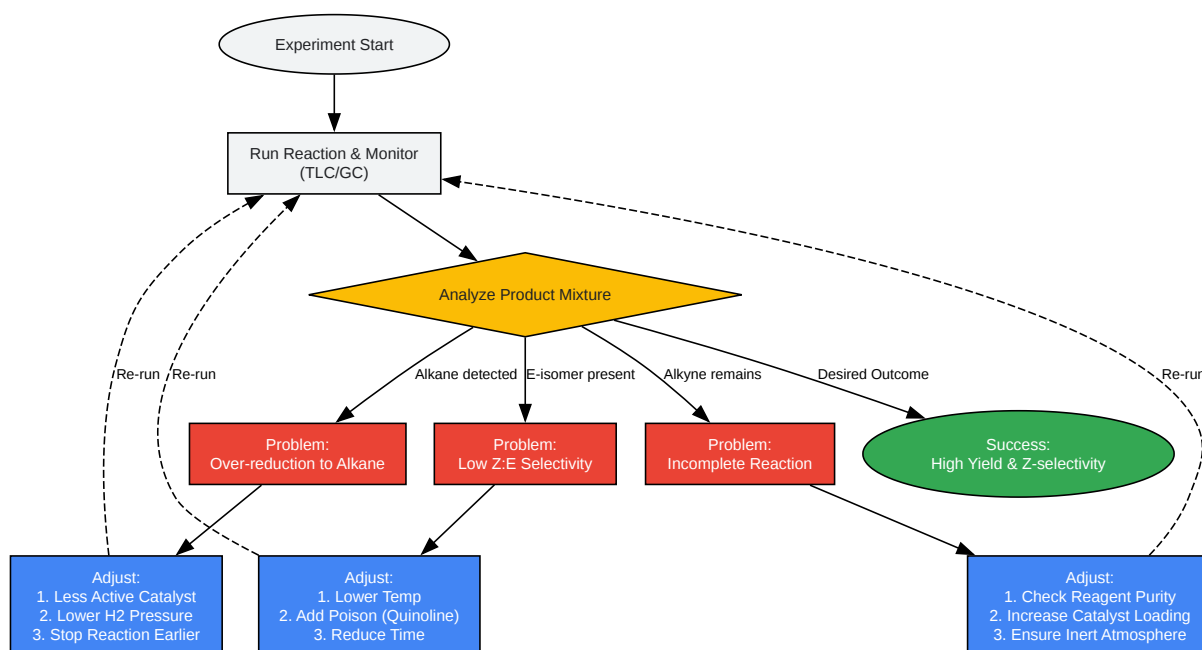 Experiment Start
Run Reaction & Monitor
(TLC/GC)
Analyze Product Mixture
Re-run
Re-run
Alkane detected
E-isomer present
Alkyne remains
Desired Outcome
Re-run
Problem:
Over-reduction to Alkane
Problem:
Low Z:E Selectivity
Problem:
Incomplete Reaction
Success:
High Yield & Z-selectivity
Adjust:
1. Less Active Catalyst
2. Lower H2 Pressure
3. Stop Reaction Earlier
Adjust:
1. Lower Temp
2. Add Poison (Quinoline)
3. Reduce Time
Adjust:
1. Check Reagent Purity
2. Increase Catalyst Loading
3. Ensure Inert Atmosphere